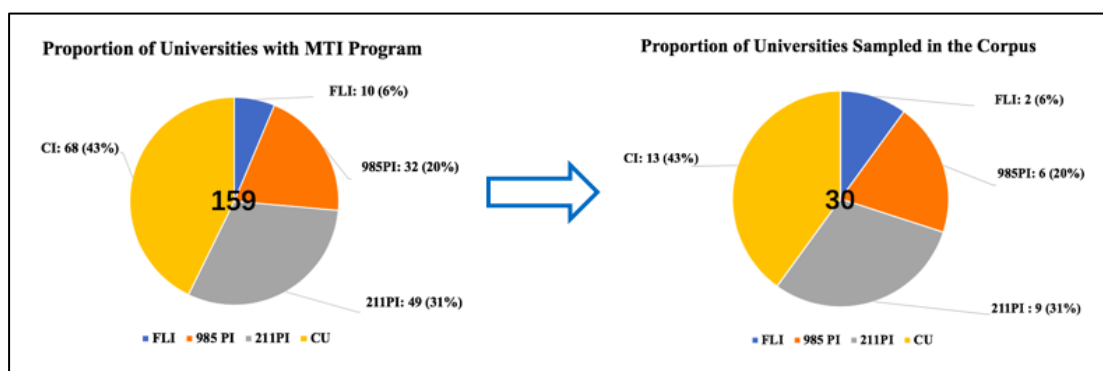 Proportion of Universities with MTI Program
FLI: 10 (6%)
CI: 68 (43%)
985PI: 32 (20%)
159
211PI: 49 (31%)
FLI 985 PI 211PI CU
Proportion of Universities Sampled in the Corpus
FLI: 2 (6%)
CI: 13 (43%)
985PI: 6 (20%)
30
211PI : 9 (31%)
FLI 985 PI 211PI CU